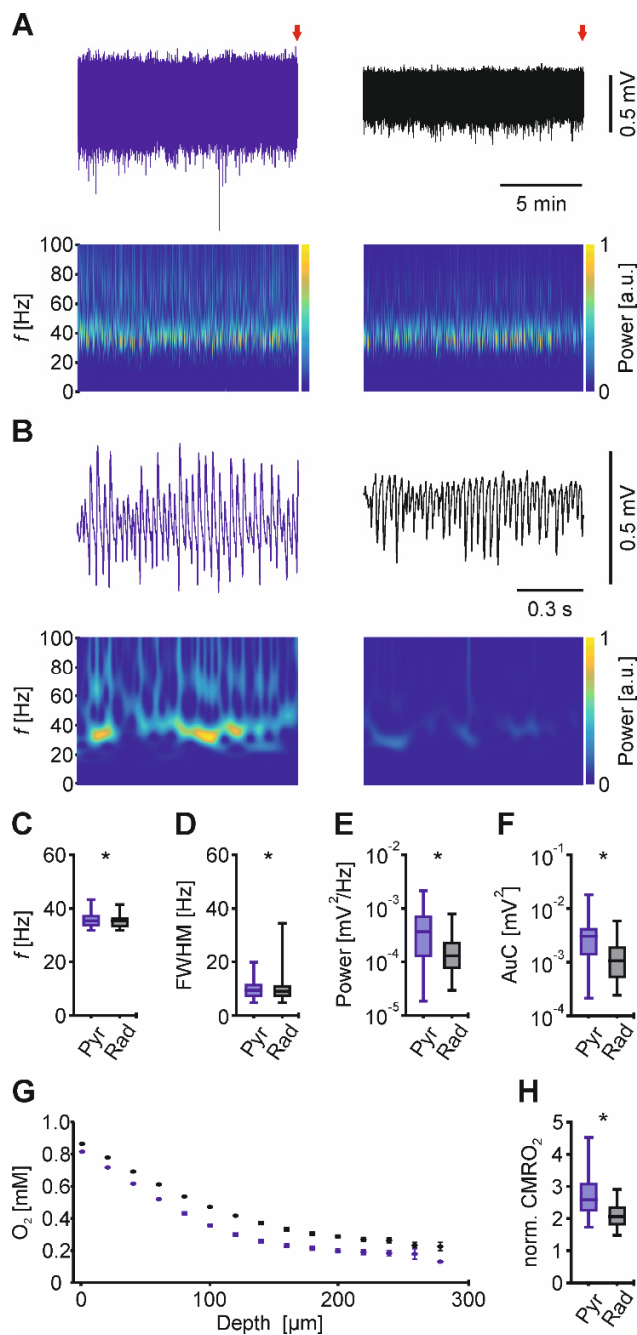 A
0.5 mV
5 min
100
80
60
40
20
0
f [Hz]
1
0
Power [a.u.]
B
0.5 mV
0.3 s
100
80
60
40
20
0
f [Hz]
1
0
Power [a.u.]
C
D
E
F
60
40
20
0
f [Hz]
*
Pyr
Rad
60
40
20
0
FWHM [Hz]
*
Pyr
Rad
10⁻²
10⁻³
10⁻⁴
10⁻⁵
Power [mV²/Hz]
*
Pyr
Rad
10⁻¹
10⁻²
10⁻³
10⁻⁴
AuC [mV²]
*
Pyr
Rad
G
1.0
0.8
0.6
0.4
0.2
O₂ [mM]
0
100
200
300
Depth [µm]
H
5
4
3
2
1
0
norm. CMRO₂
*
Pyr
Rad